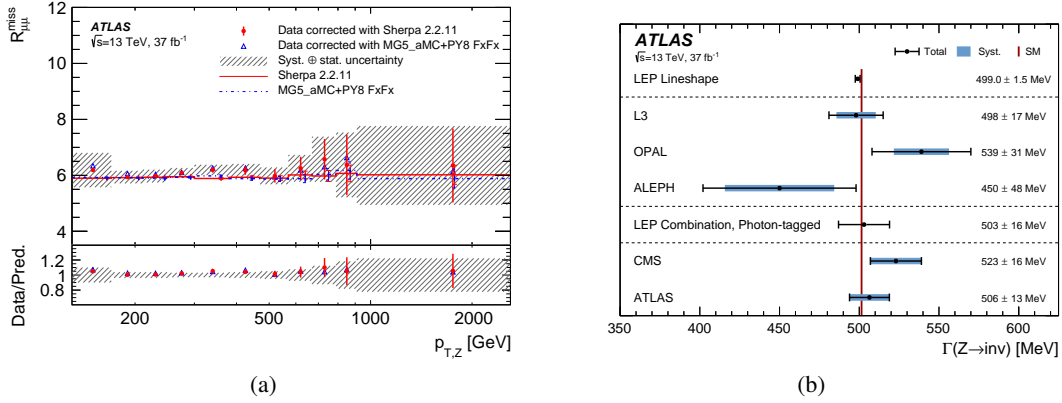 R^miss_μμ
12
10
8
6
4
ATLAS
√s=13 TeV, 37 fb⁻¹
Data corrected with Sherpa 2.2.11
Data corrected with MG5_aMC+PY8 FxFx
Syst. ⊕ stat. uncertainty
Sherpa 2.2.11
MG5_aMC+PY8 FxFx
Data/Pred.
1.2
1
0.8
200 500 1000 2000
p_T,Z [GeV]
(a)
ATLAS
√s=13 TeV, 37 fb⁻¹
Total Syst. SM
LEP Lineshape 499.0 ± 1.5 MeV
L3 498 ± 17 MeV
OPAL 539 ± 31 MeV
ALEPH 450 ± 48 MeV
LEP Combination, Photon-tagged 503 ± 16 MeV
CMS 523 ± 16 MeV
ATLAS 506 ± 13 MeV
350 400 450 500 550 600
Γ(Z→inv) [MeV]
(b)